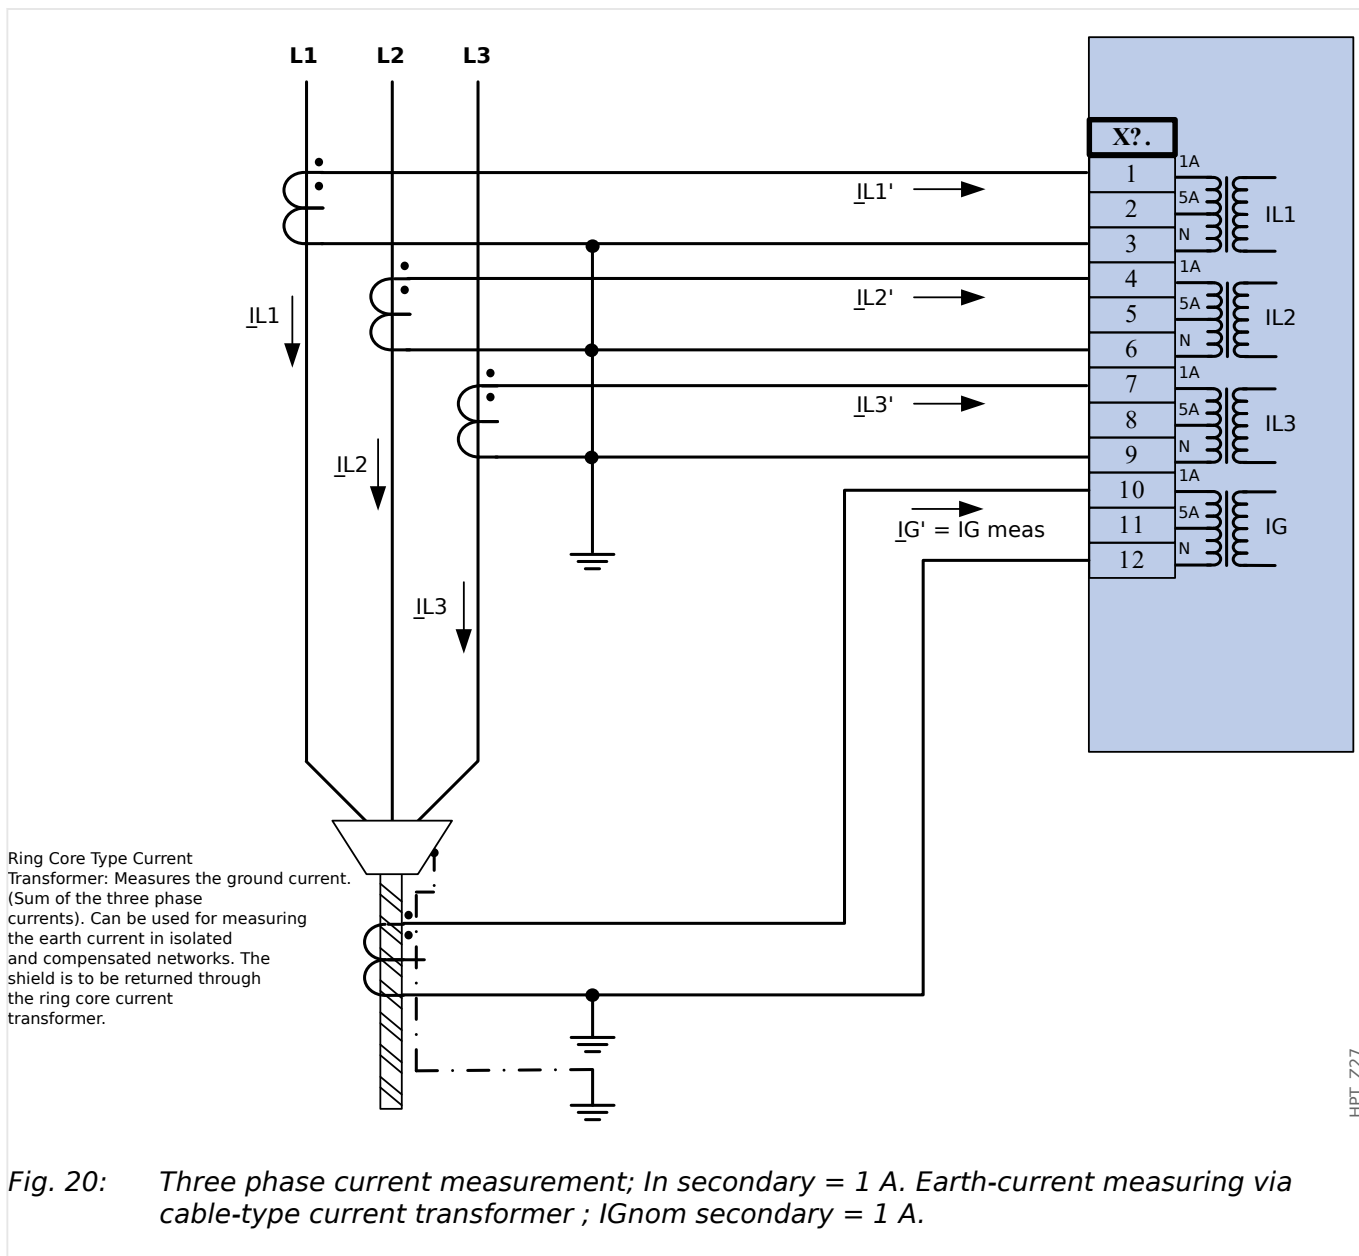 L1 L2 L3
X?.
1
2
3
4
5
6
7
8
9
10
11
12
1A
5A
N
IL1
1A
5A
N
IL2
1A
5A
N
IL3
1A
5A
N
IG
IL1'
IL2'
IL3'
IG' = IG meas
IL1
IL2
IL3
Ring Core Type Current
Transformer: Measures the ground current.
(Sum of the three phase
currents). Can be used for measuring
the earth current in isolated
and compensated networks. The
shield is to be returned through
the ring core current
transformer.
HPT_Z27
Fig. 20: Three phase current measurement; In secondary = 1 A. Earth-current measuring via
cable-type current transformer ; IGnom secondary = 1 A.